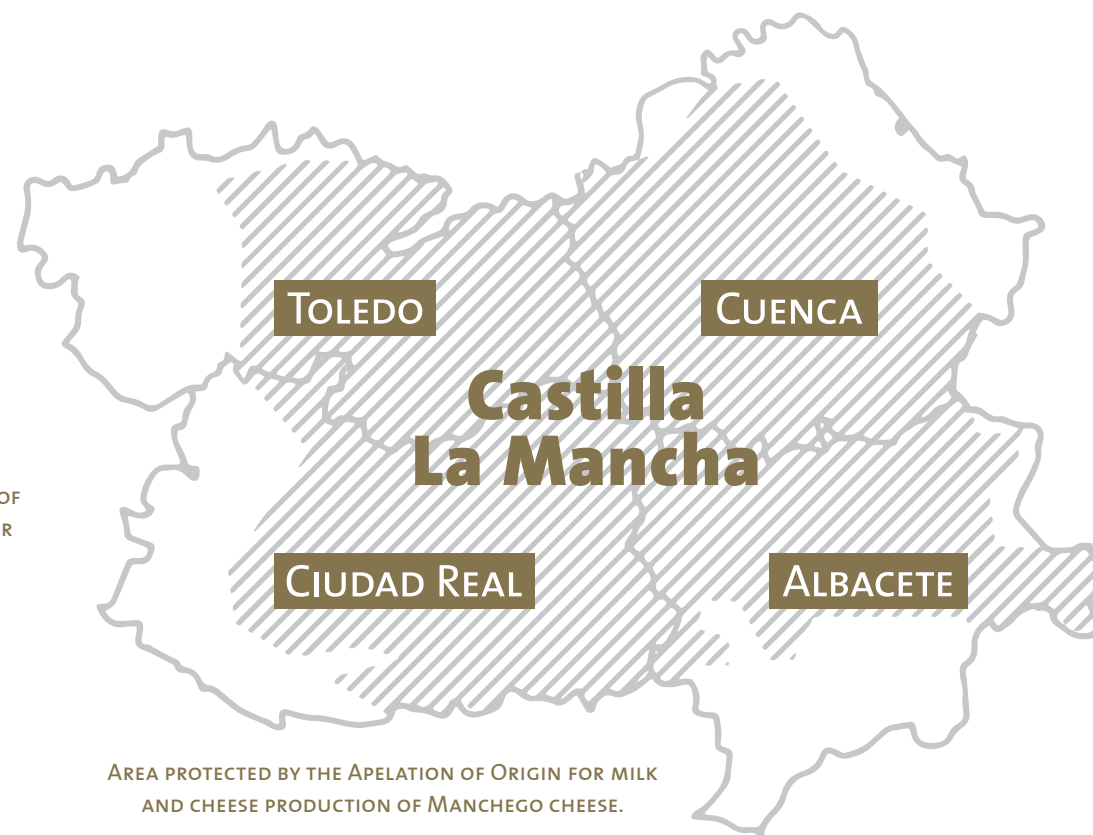 Toledo
Cuenca
Castilla
La Mancha
of
r
Ciudad Real
Albacete
Area protected by the Apelation of Origin for milk
and cheese production of Manchego cheese.